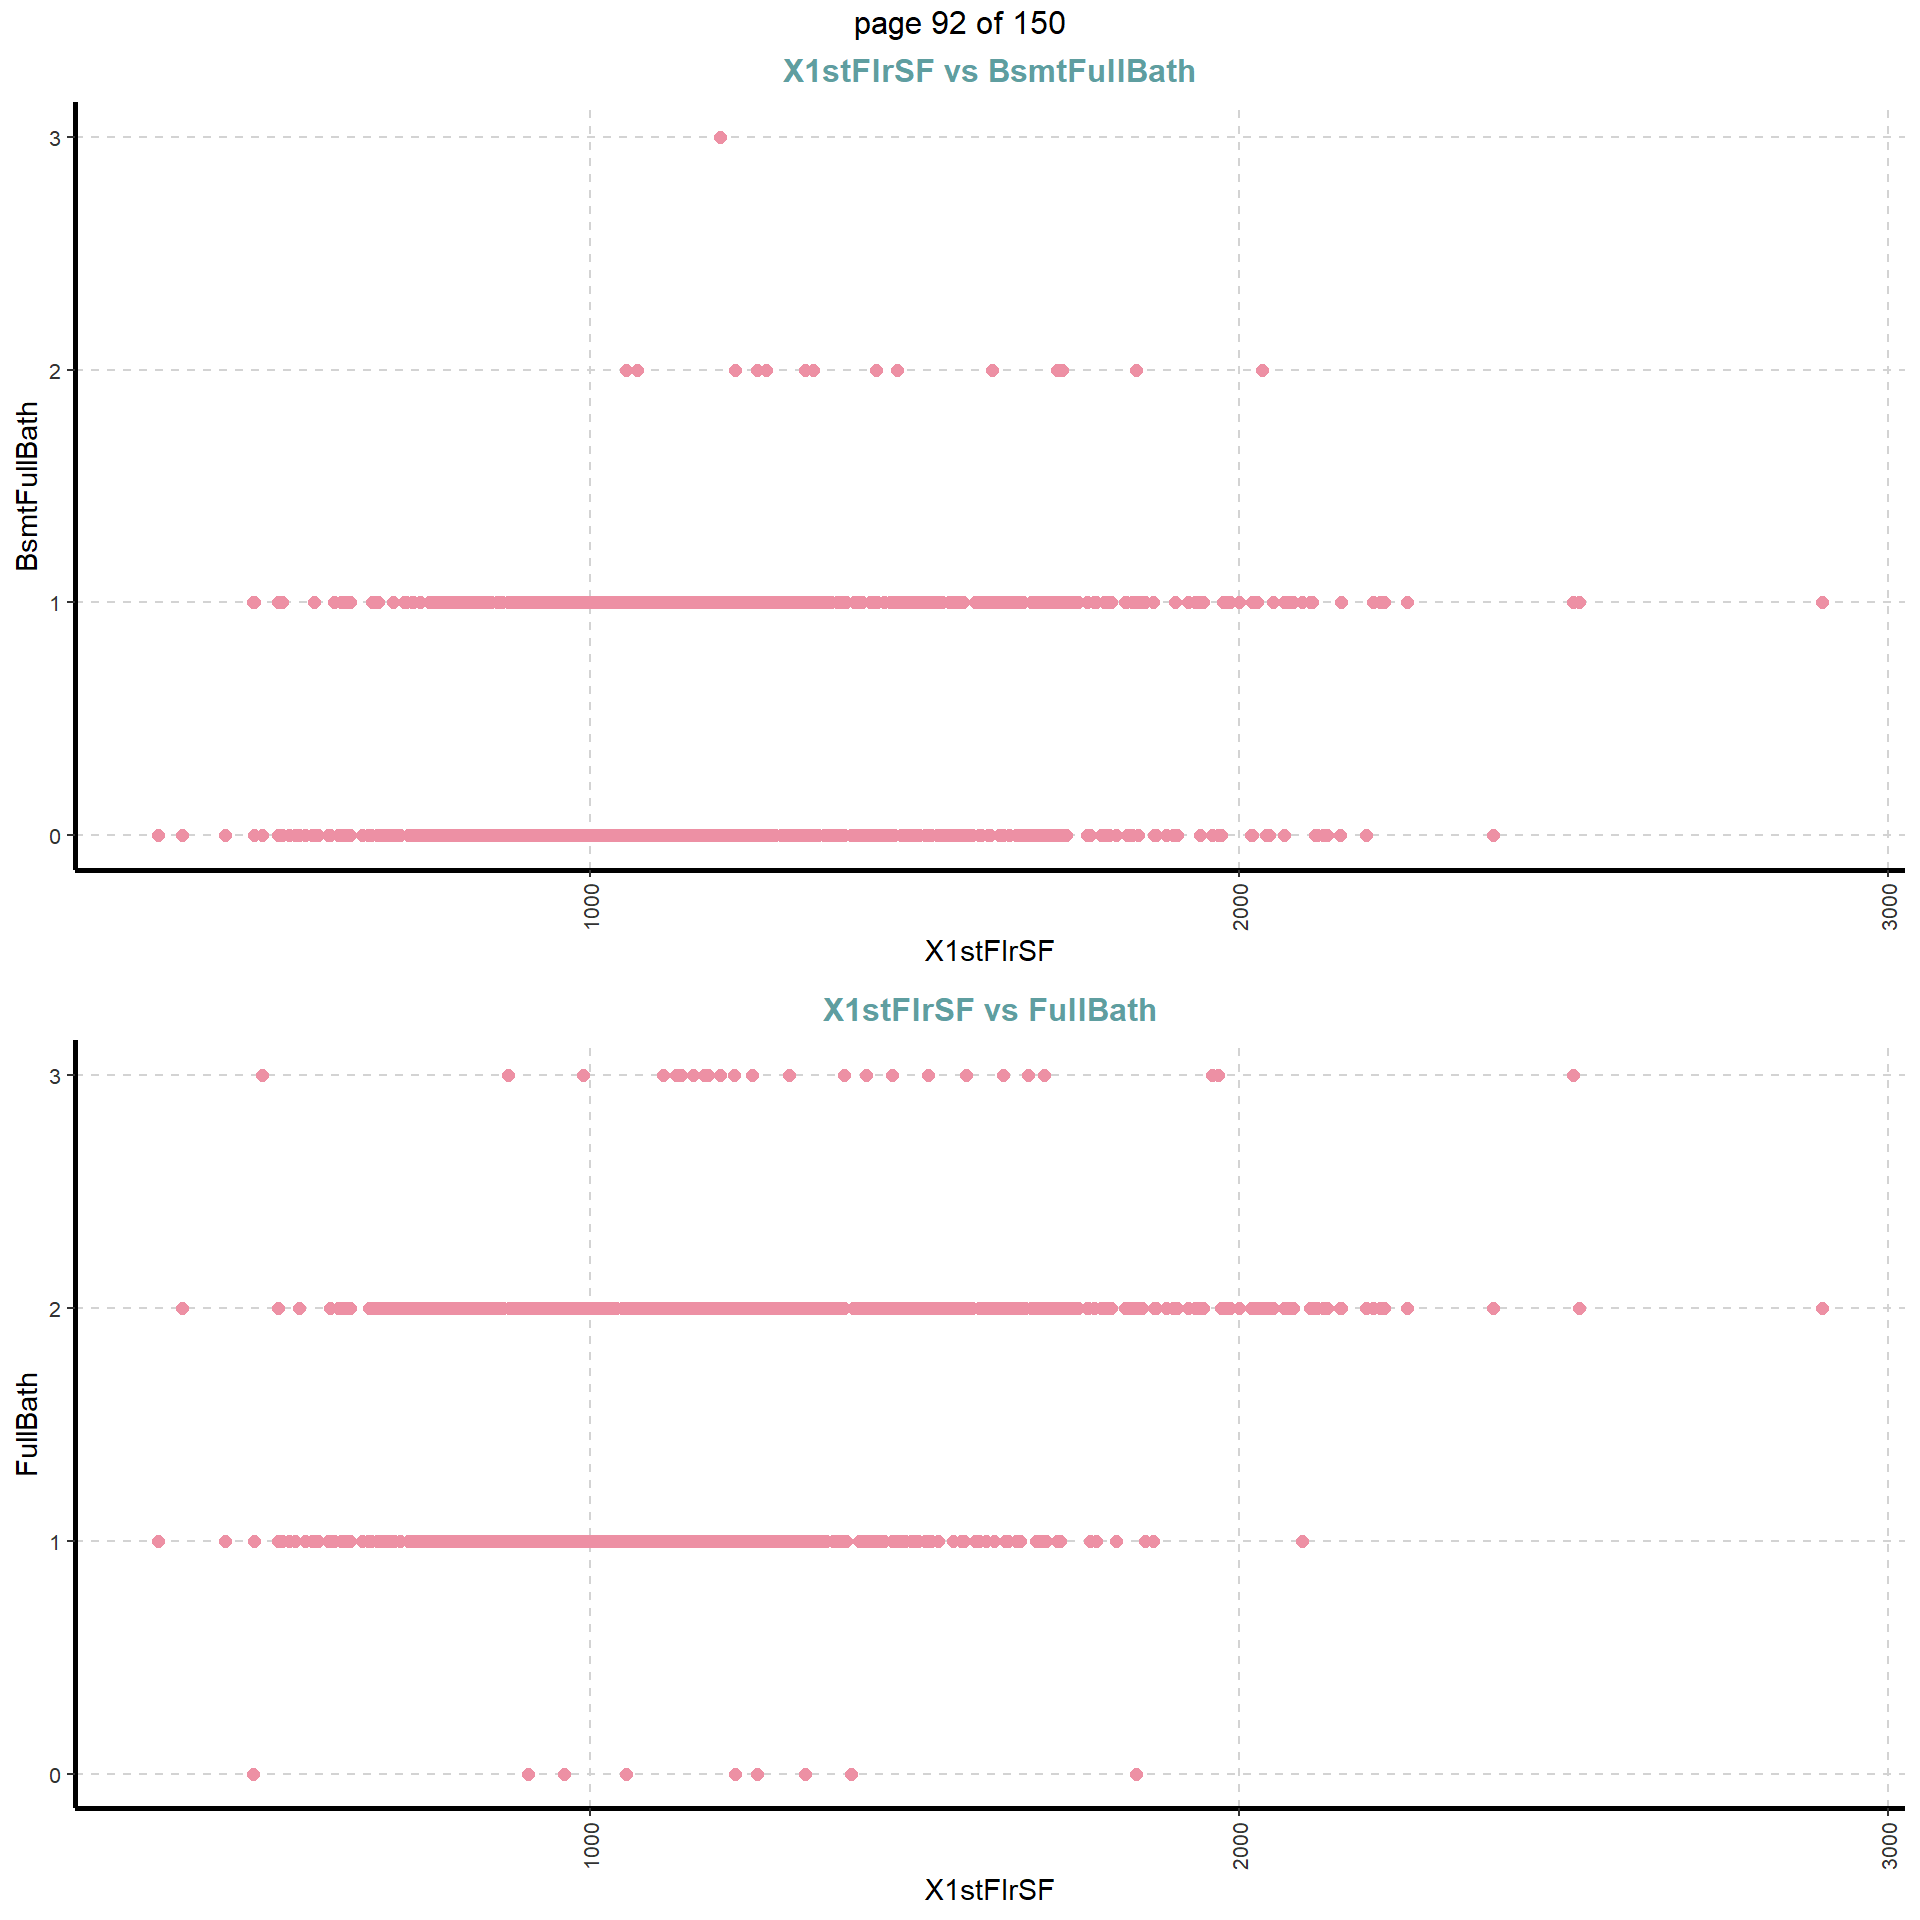 page 92 of 150
X1stFlrSF vs BsmtFullBath
BsmtFullBath
3
2
1
0
1000
2000
3000
X1stFlrSF
X1stFlrSF vs FullBath
FullBath
3
2
1
0
1000
2000
3000
X1stFlrSF